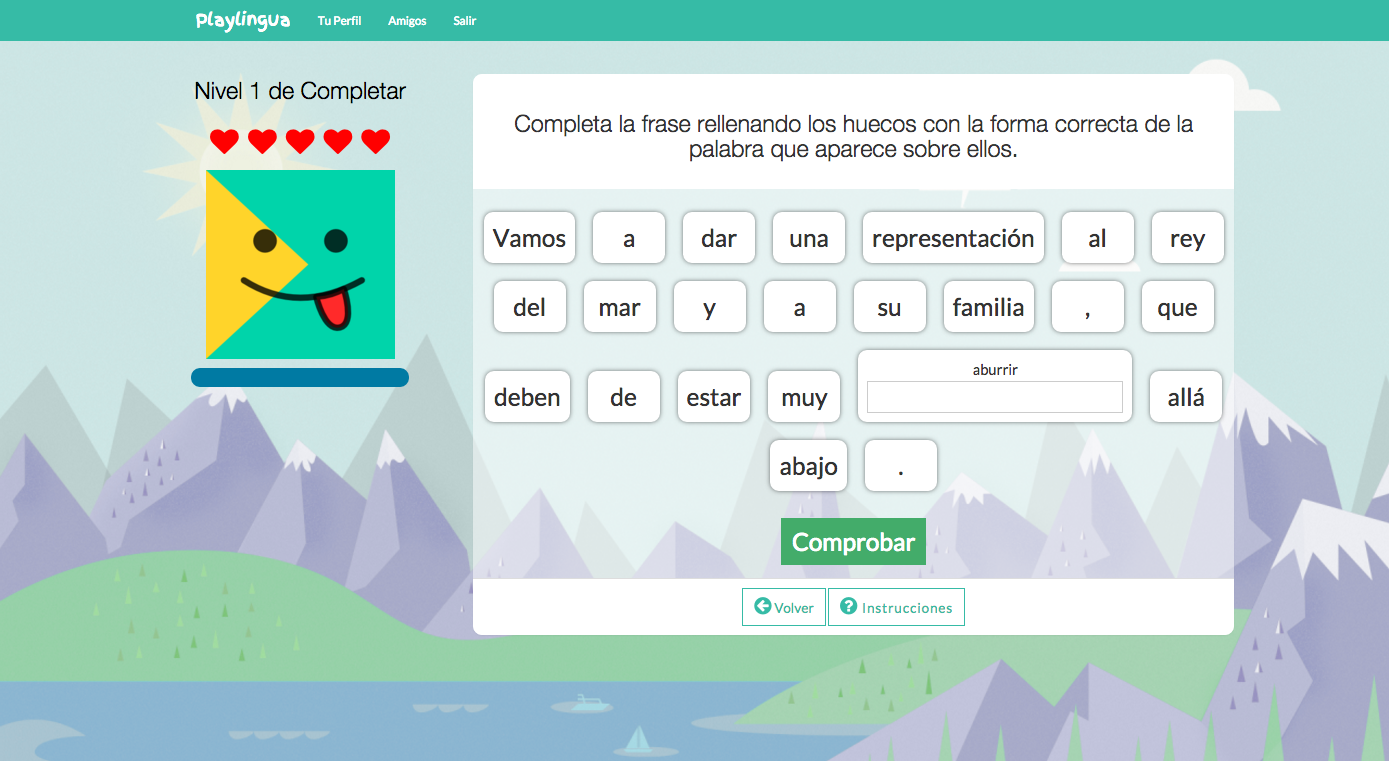 playlingua Tu Perfil Amigos Salir
Nivel 1 de Completar
Completa la frase rellenando los huecos con la forma correcta de la
palabra que aparece sobre ellos.
Vamos a dar una representación al rey
del mar y a su familia , que
aburrir
deben de estar muy allá
abajo .
Comprobar
Volver Instrucciones